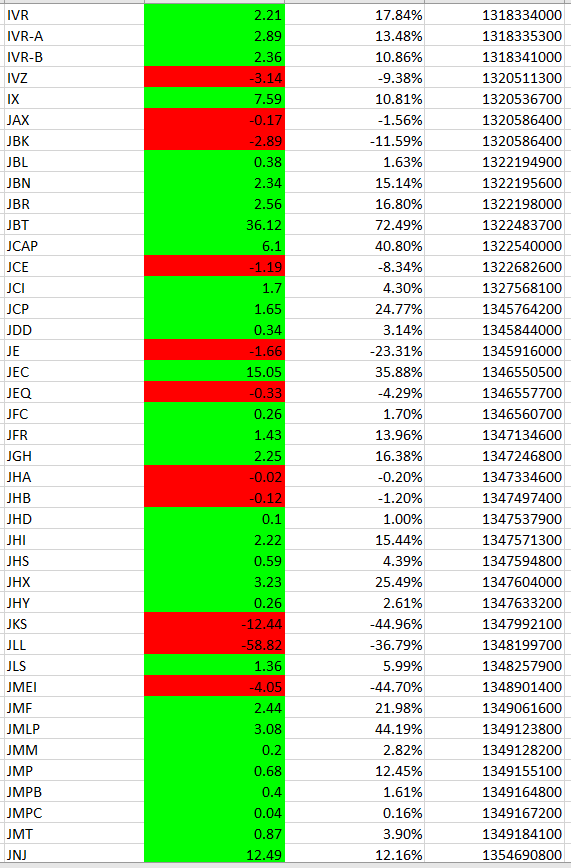 IVR 2.21 17.84% 1318334000
IVR-A 2.89 13.48% 1318335300
IVR-B 2.36 10.86% 1318341000
IVZ -3.14 -9.38% 1320511300
IX 7.59 10.81% 1320536700
JAX -0.17 -1.56% 1320586400
JBK -2.89 -11.59% 1320586400
JBL 0.38 1.63% 1322194900
JBN 2.34 15.14% 1322195600
JBR 2.56 16.80% 1322198000
JBT 36.12 72.49% 1322483700
JCAP 6.1 40.80% 1322540000
JCE -1.19 -8.34% 1322682600
JCI 1.7 4.30% 1327568100
JCP 1.65 24.77% 1345764200
JDD 0.34 3.14% 1345844000
JE -1.66 -23.31% 1345916000
JEC 15.05 35.88% 1346550500
JEQ -0.33 -4.29% 1346557700
JFC 0.26 1.70% 1346560700
JFR 1.43 13.96% 1347134600
JGH 2.25 16.38% 1347246800
JHA -0.02 -0.20% 1347334600
JHB -0.12 -1.20% 1347497400
JHD 0.1 1.00% 1347537900
JHI 2.22 15.44% 1347571300
JHS 0.59 4.39% 1347594800
JHX 3.23 25.49% 1347604000
JHY 0.26 2.61% 1347633200
JKS -12.44 -44.96% 1347992100
JLL -58.82 -36.79% 1348199700
JLS 1.36 5.99% 1348257900
JMEI -4.05 -44.70% 1348901400
JMF 2.44 21.98% 1349061600
JMLP 3.08 44.19% 1349123800
JMM 0.2 2.82% 1349128200
JMP 0.68 12.45% 1349155100
JMPB 0.4 1.61% 1349164800
JMPC 0.04 0.16% 1349167200
JMT 0.87 3.90% 1349184100
JNJ 12.49 12.16% 1354690800